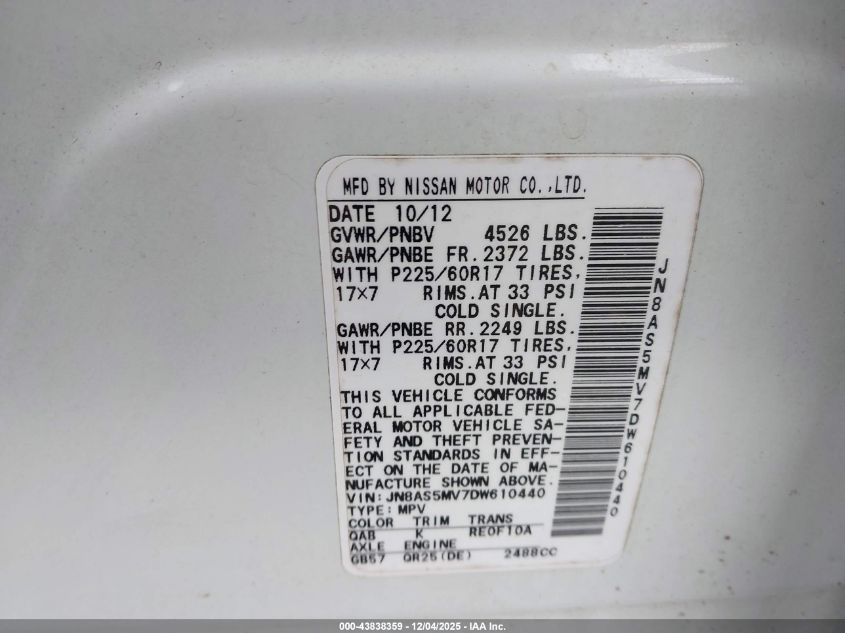 MFD BY NISSAN MOTOR CO.,LTD.
DATE 10/12
GVWR/PNBV 4526 LBS.
GAWR/PNBE FR. 2372 LBS.
WITH P225/60R17 TIRES,
17×7 RIMS. AT 33 PSI
COLD SINGLE.
GAWR/PNBE RR. 2249 LBS.
WITH P225/60R17 TIRES,
17×7 RIMS. AT 33 PSI
COLD SINGLE.
THIS VEHICLE CONFORMS
TO ALL APPLICABLE FED-
ERAL MOTOR VEHICLE SA-
FETY AND THEFT PREVEN-
TION STANDARDS IN EFF-
ECT ON THE DATE OF MA-
NUFACTURE SHOWN ABOVE.
VIN: JN8AS5MV7DW610440
TYPE: MPV
COLOR TRIM TRANS
QAB K RE0F10A
AXLE ENGINE
GB57 QR25(DE) 2488CC
JN8AS5MV7DW610440
000-43838359 - 12/04/2025 - IAA Inc.